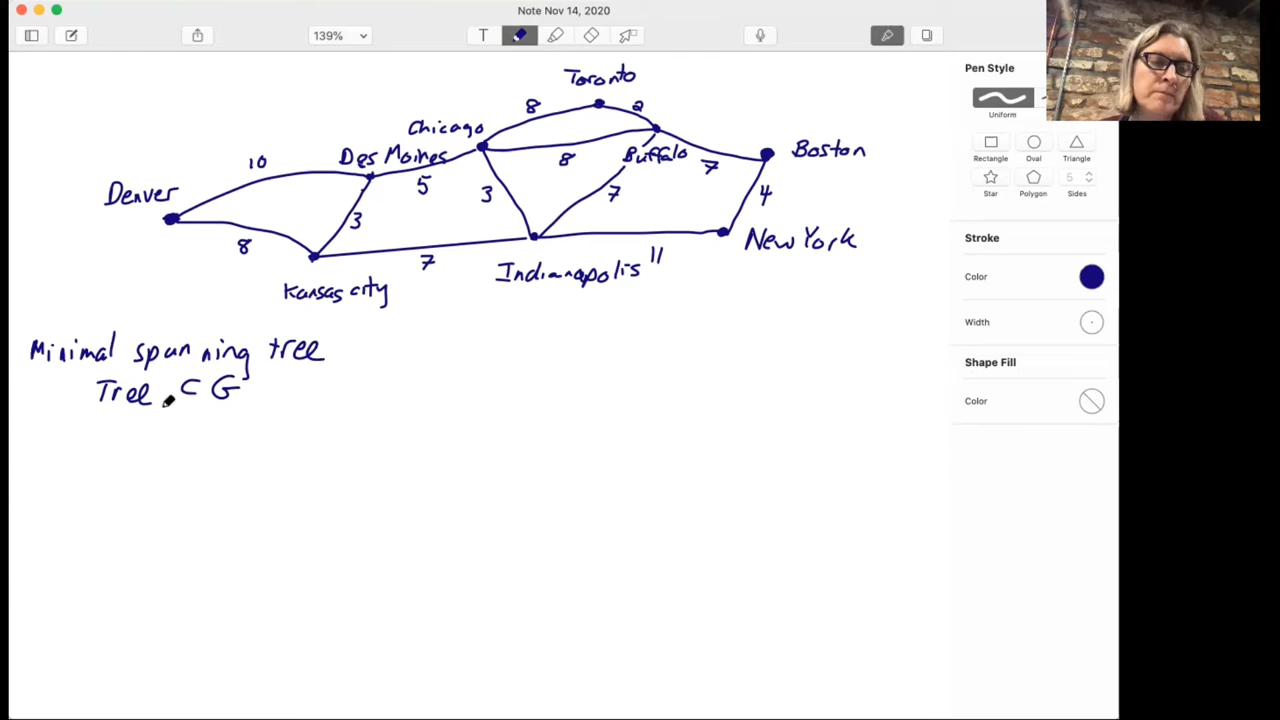 Note Nov 14, 2020
139%
T
Pen Style
Uniform
Rectangle
Oval
Triangle
Star
Polygon
5
Sides
Stroke
Color
Width
Shape Fill
Color
Toronto
8
2
Chicago
Des Moines
10
5
8
Buffalo
7
Boston
Denver
3
3
7
4
8
7
11
New York
Indianapolis
Kansas city
Minimal spanning tree
Tree ⊂ G